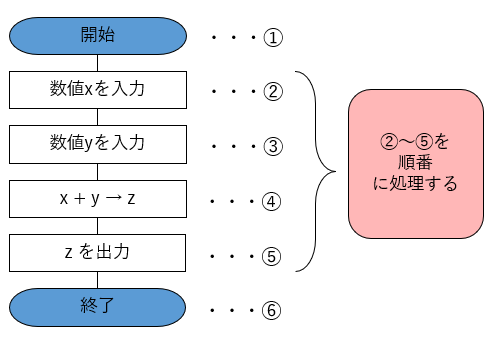 開始 ・・・①
数値xを入力 ・・・②
数値yを入力 ・・・③
x + y → z ・・・④
z を出力 ・・・⑤
終了 ・・・⑥
②～⑤を
順番
に処理する